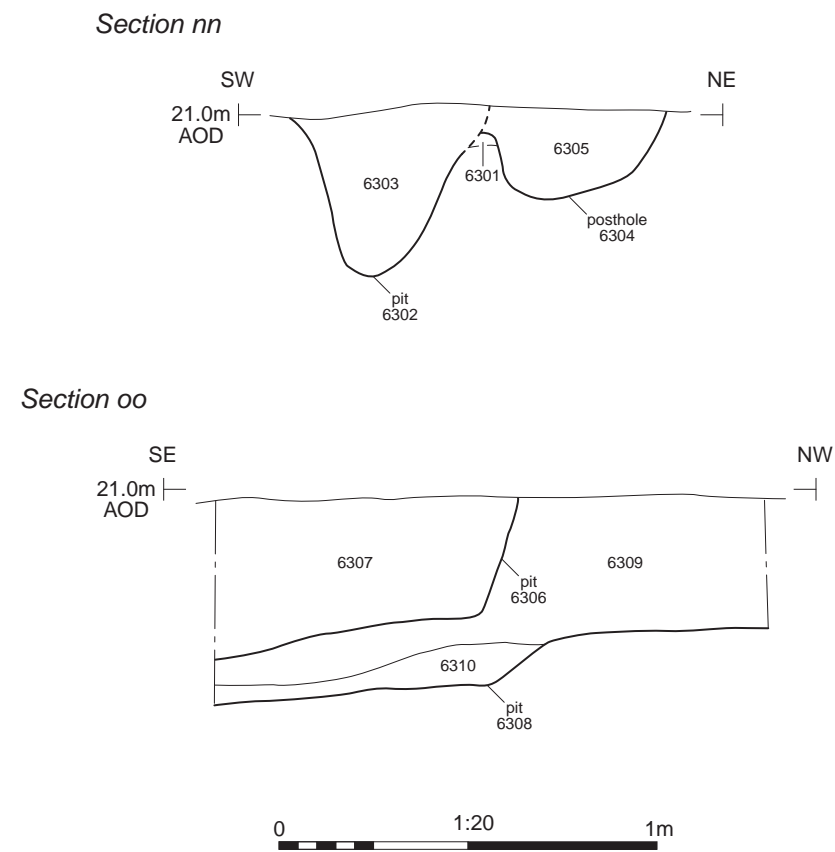 Section nn
SW NE
21.0m
AOD
6303 6301 6305
posthole
6304
pit
6302
Section oo
SE NW
21.0m
AOD
6307 6309
pit
6306
6310
pit
6308
0 1:20 1m